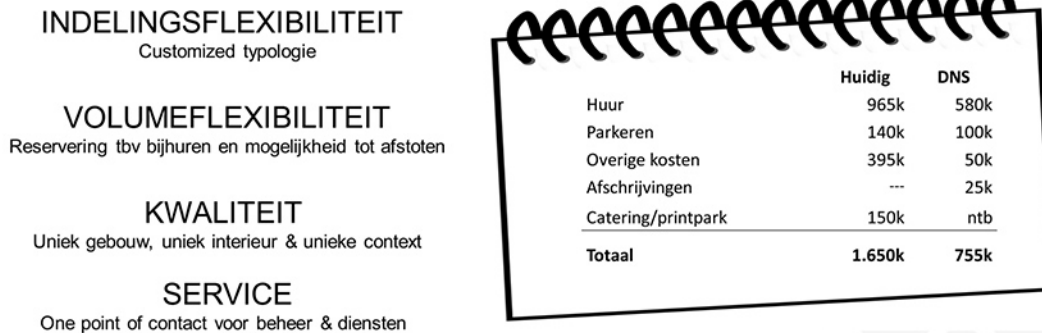 INDELINGSFLEXIBILITEIT
Customized typologie
VOLUMEFLEXIBILITEIT
Reservering tbv bijhuren en mogelijkheid tot afstoten
KWALITEIT
Uniek gebouw, uniek interieur & unieke context
SERVICE
One point of contact voor beheer & diensten
Huidig DNS
Huur 965k 580k
Parkeren 140k 100k
Overige kosten 395k 50k
Afschrijvingen --- 25k
Catering/printpark 150k ntb
Totaal 1.650k 755k